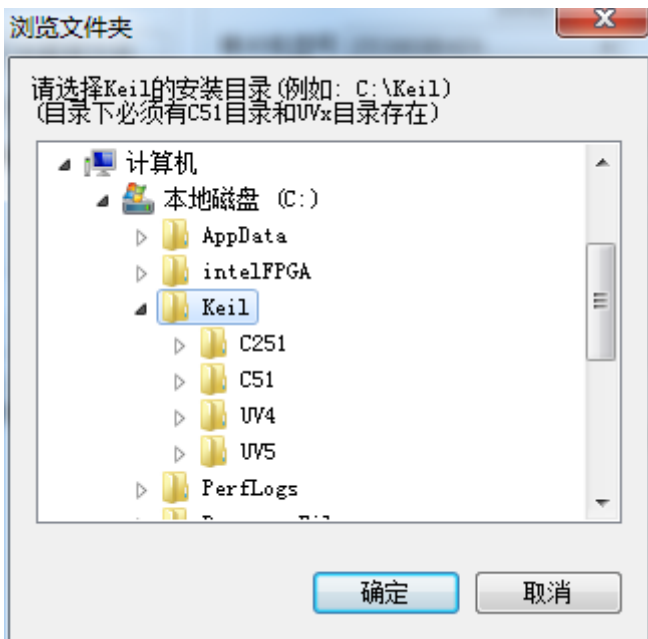 浏览文件夹
请选择Keil的安装目录(例如: C:\Keil)
(目录下必须有C51目录和UVx目录存在)
计算机
本地磁盘 (C:)
AppData
intelFPGA
Keil
C251
C51
UV4
UV5
PerfLogs
确定
取消